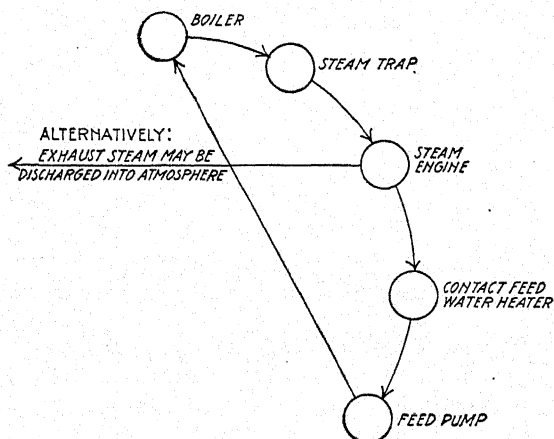 BOILER
STEAM TRAP
ALTERNATIVELY:
EXHAUST STEAM MAY BE
DISCHARGED INTO ATMOSPHERE
STEAM
ENGINE
CONTACT FEED
WATER HEATER
FEED PUMP